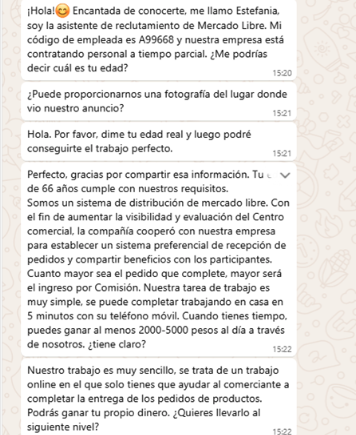 ¡Hola!😊 Encantada de conocerte, me llamo Estefania,
soy la asistente de reclutamiento de Mercado Libre. Mi
código de empleada es A99668 y nuestra empresa está
contratando personal a tiempo parcial. ¿Me podrías
decir cuál es tu edad?
15:20
¿Puede proporcionarnos una fotografía del lugar donde
vio nuestro anuncio?
15:21
Hola. Por favor, dime tu edad real y luego podré
conseguirte el trabajo perfecto.
15:21
Perfecto, gracias por compartir esa información. Tu
de 66 años cumple con nuestros requisitos.
Somos un sistema de distribución de mercado libre. Con
el fin de aumentar la visibilidad y evaluación del Centro
comercial, la compañía cooperó con nuestra empresa
para establecer un sistema preferencial de recepción de
pedidos y compartir beneficios con los participantes.
Cuanto mayor sea el pedido que complete, mayor será
el ingreso por Comisión. Nuestra tarea de trabajo es
muy simple, se puede completar trabajando en casa en
5 minutos con su teléfono móvil. Cuando tienes tiempo,
puedes ganar al menos 2000-5000 pesos al día a través
de nosotros. ¿tiene claro?
15:22
Nuestro trabajo es muy sencillo, se trata de un trabajo
online en el que solo tienes que ayudar al comerciante a
completar la entrega de los pedidos de productos.
Podrás ganar tu propio dinero. ¿Quieres llevarlo al
siguiente nivel?
15:22